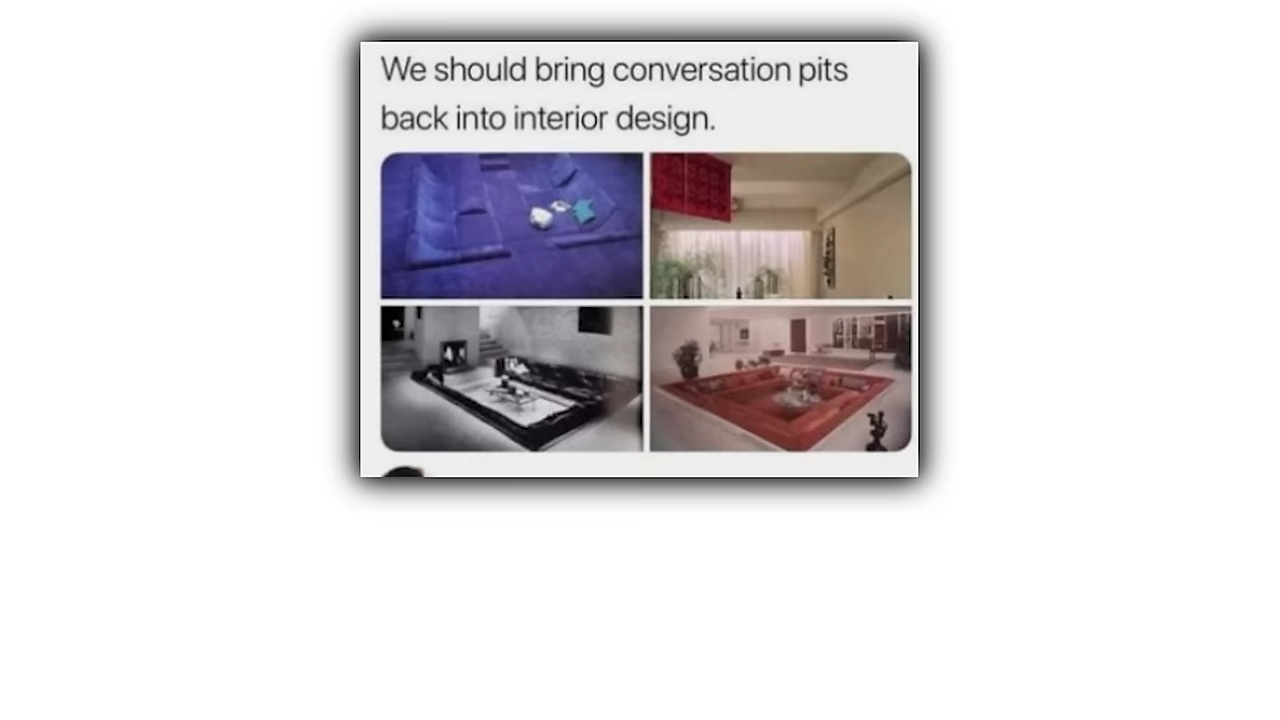 We should bring conversation pits
back into interior design.